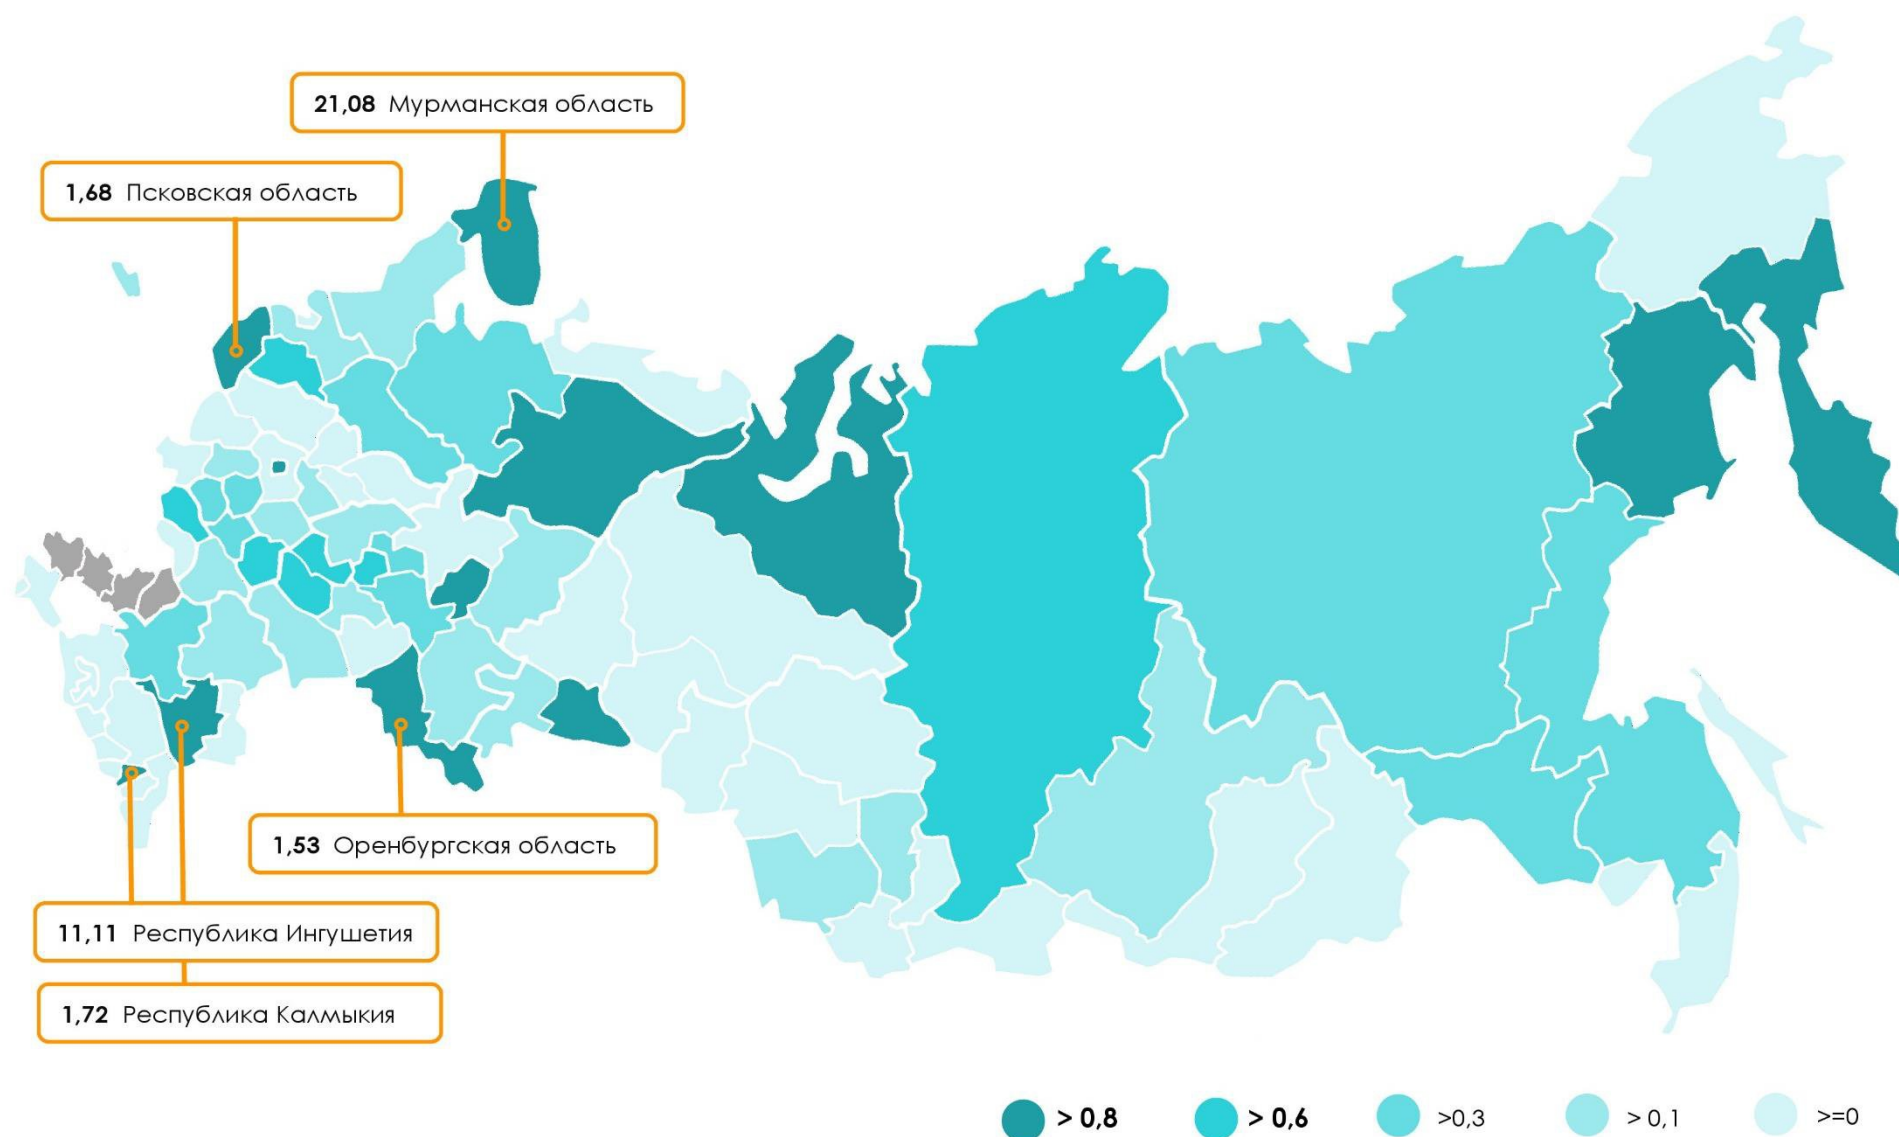 21,08 Мурманская область
1,68 Псковская область
1,53 Оренбургская область
11,11 Республика Ингушетия
1,72 Республика Калмыкия
> 0,8 > 0,6 >0,3 > 0,1 >=0